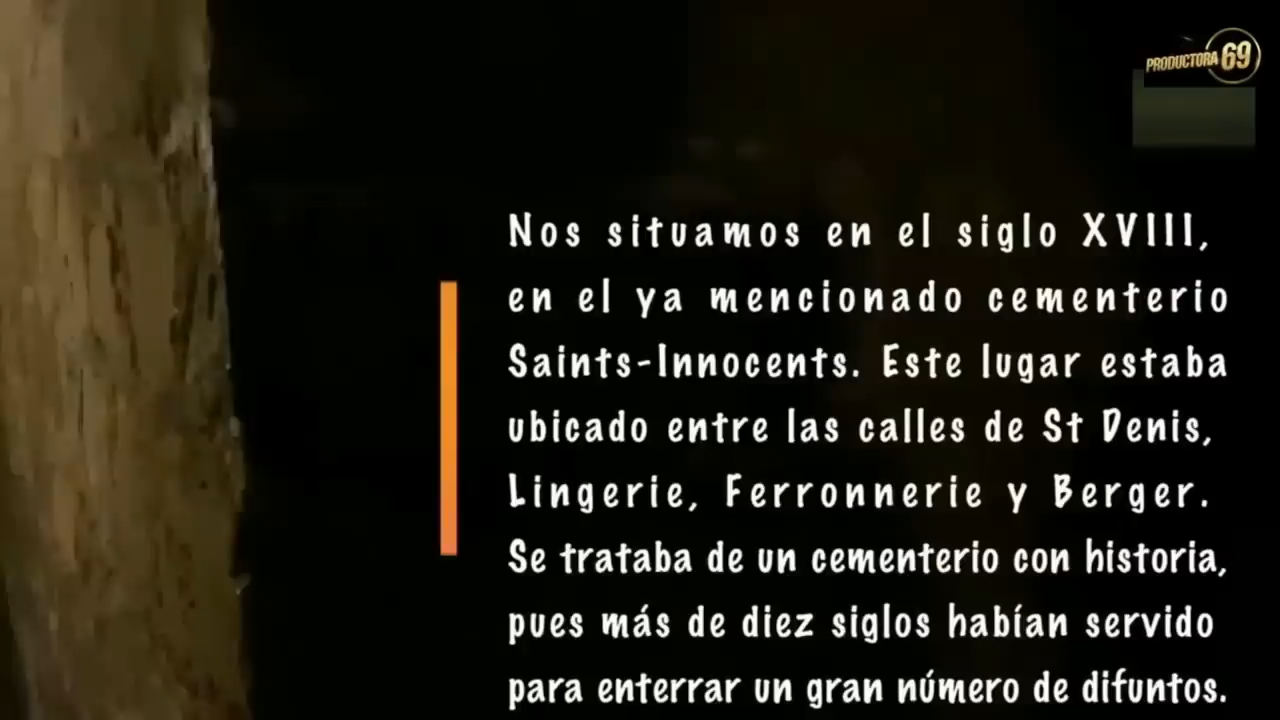 PRODUCTORA 69
Nos situamos en el siglo XVIII,
en el ya mencionado cementerio
Saints-Innocents. Este lugar estaba
ubicado entre las calles de St Denis,
Lingerie, Ferronnerie y Berger.
Se trataba de un cementerio con historia,
pues más de diez siglos habían servido
para enterrar un gran número de difuntos.